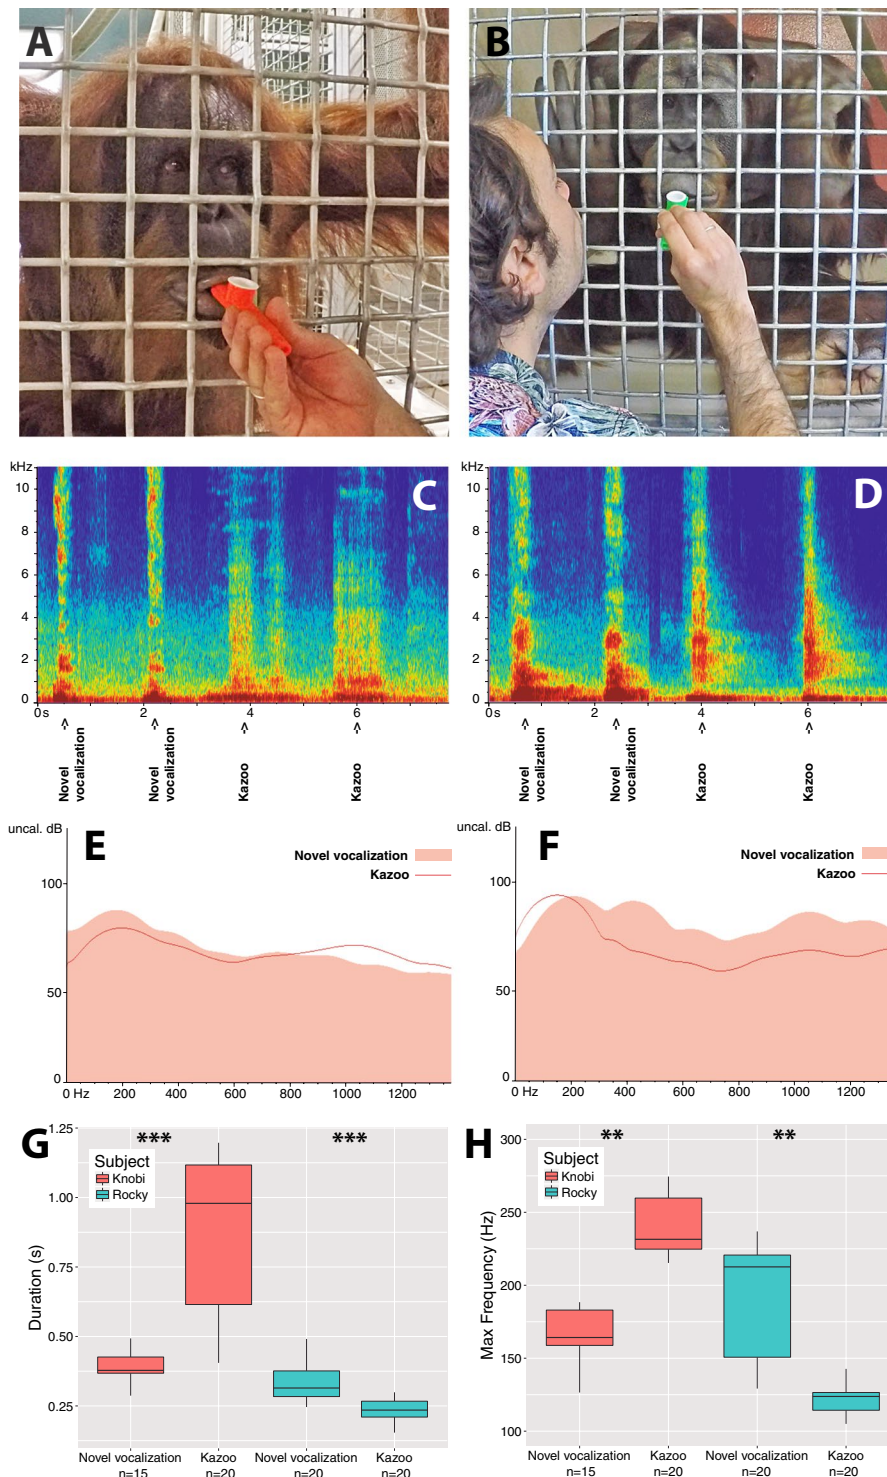 A
B
kHz
10
8
6
4
2
0
0s
2
4
6
C
D
^
Novel vocalization
^
Novel vocalization
^
Kazoo
^
Kazoo
kHz
10
8
6
4
2
0
0s
2
4
6
^
Novel vocalization
^
Novel vocalization
^
Kazoo
^
Kazoo
uncal. dB
E
Novel vocalization
Kazoo
100
50
0
0 Hz
200
400
600
800
1000
1200
uncal. dB
F
Novel vocalization
Kazoo
100
50
0
0 Hz
200
400
600
800
1000
1200
G
***
***
Subject
Knobi
Rocky
Duration (s)
1.25
1.00
0.75
0.50
0.25
Novel vocalization
n=15
Kazoo
n=20
Novel vocalization
n=20
Kazoo
n=20
H
**
**
Subject
Knobi
Rocky
Max Frequency (Hz)
300
250
200
150
100
Novel vocalization
n=15
Kazoo
n=20
Novel vocalization
n=20
Kazoo
n=20